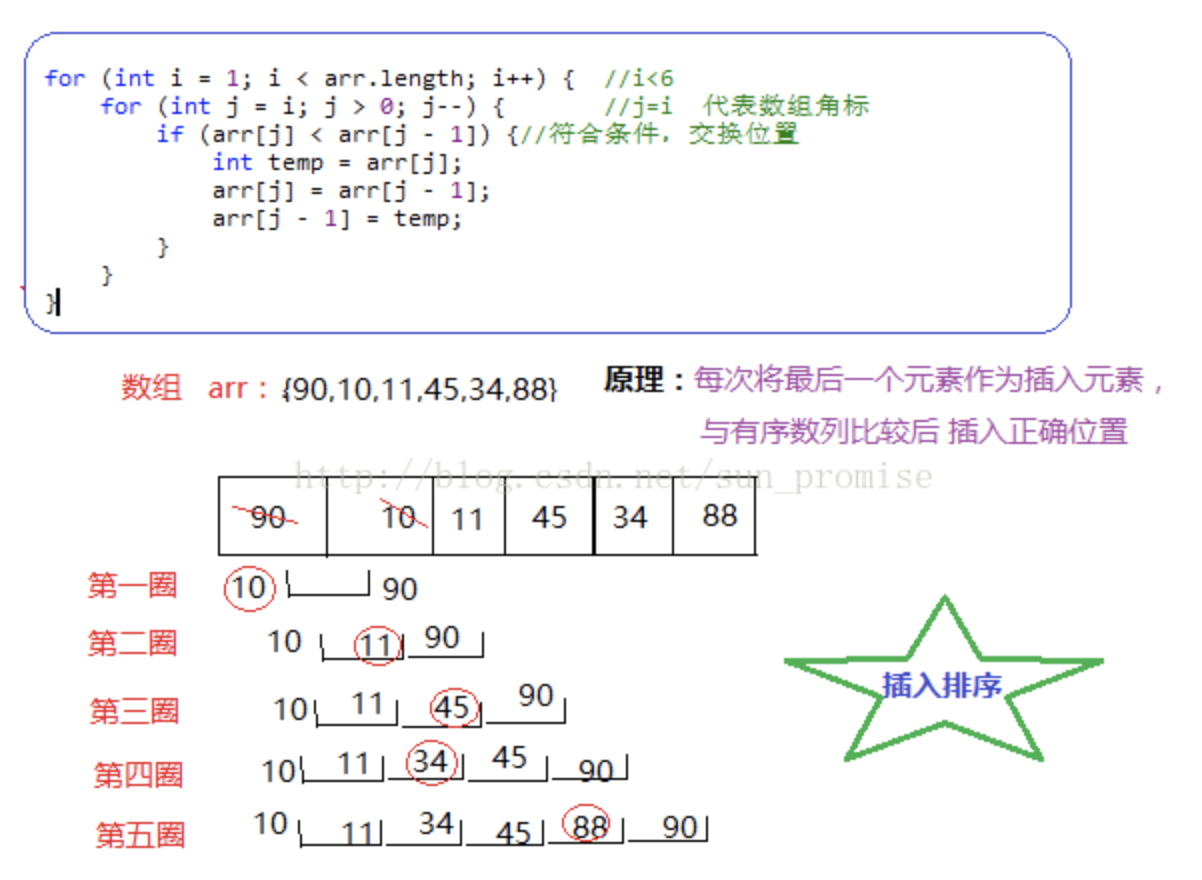 for (int i = 1; i < arr.length; i++) {  //i<6
    for (int j = i; j > 0; j--) {       //j=i  代表数组角标
        if (arr[j] < arr[j - 1]) {//符合条件，交换位置
            int temp = arr[j];
            arr[j] = arr[j - 1];
            arr[j - 1] = temp;
        }
    }
}
数组 arr：{90,10,11,45,34,88}
原理：每次将最后一个元素作为插入元素，
与有序数列比较后 插入正确位置
http://blog.csdn.net/sun_promise
90 10 11 45 34 88
第一圈 10 90
第二圈 10 11 90
第三圈 10 11 45 90
第四圈 10 11 34 45 90
第五圈 10 11 34 45 88 90
插入排序